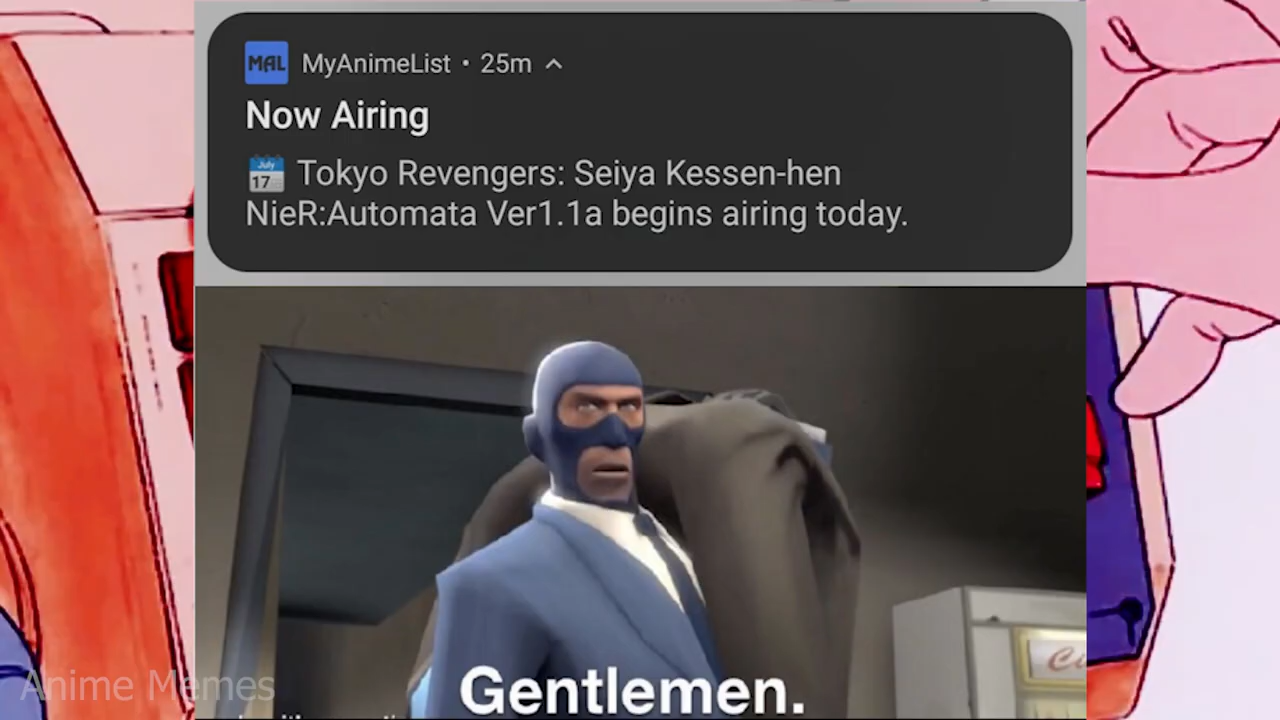 MAL MyAnimeList • 25m
Now Airing
July
17
Tokyo Revengers: Seiya Kessen-hen
NieR:Automata Ver1.1a begins airing today.
Gentlemen.
Anime Memes